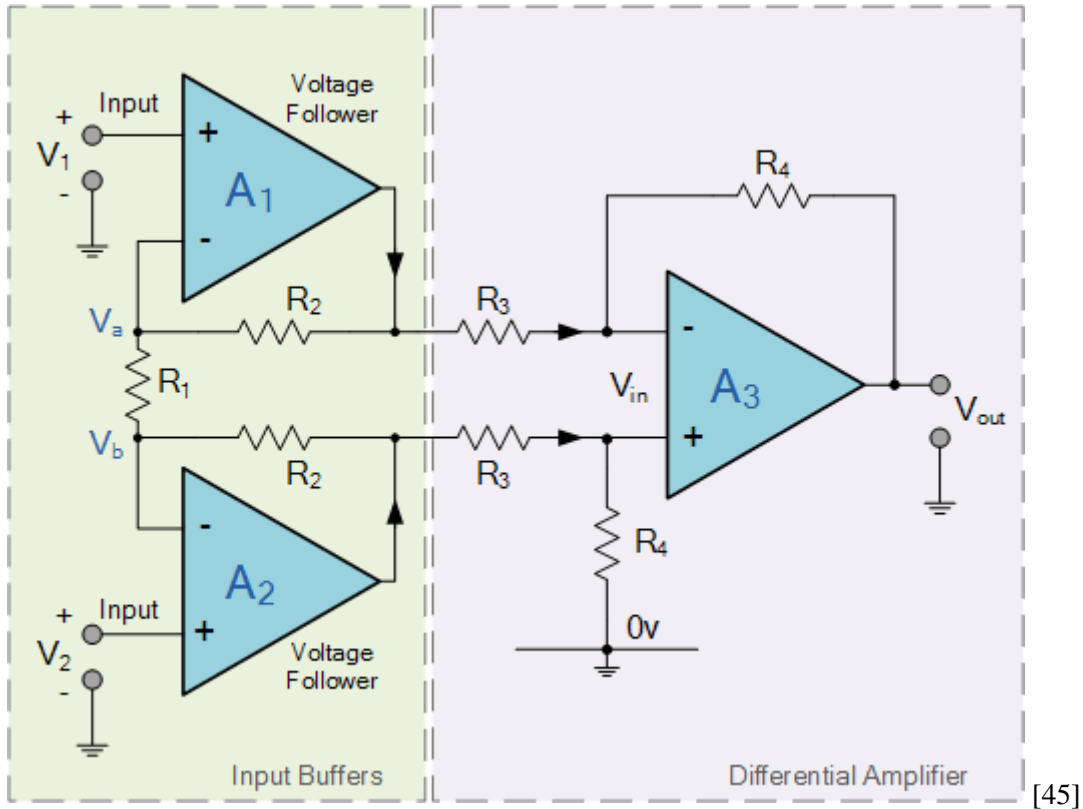 Voltage
Follower
Input
+
V1
-
+
A1
-
R4
R2
R3
Va
R1
-
Vin
A3
+
Vout
Vb
R2
R3
-
A2
+
R4
+
Input
V2
-
0v
Voltage
Follower
Input Buffers
Differential Amplifier
[45]